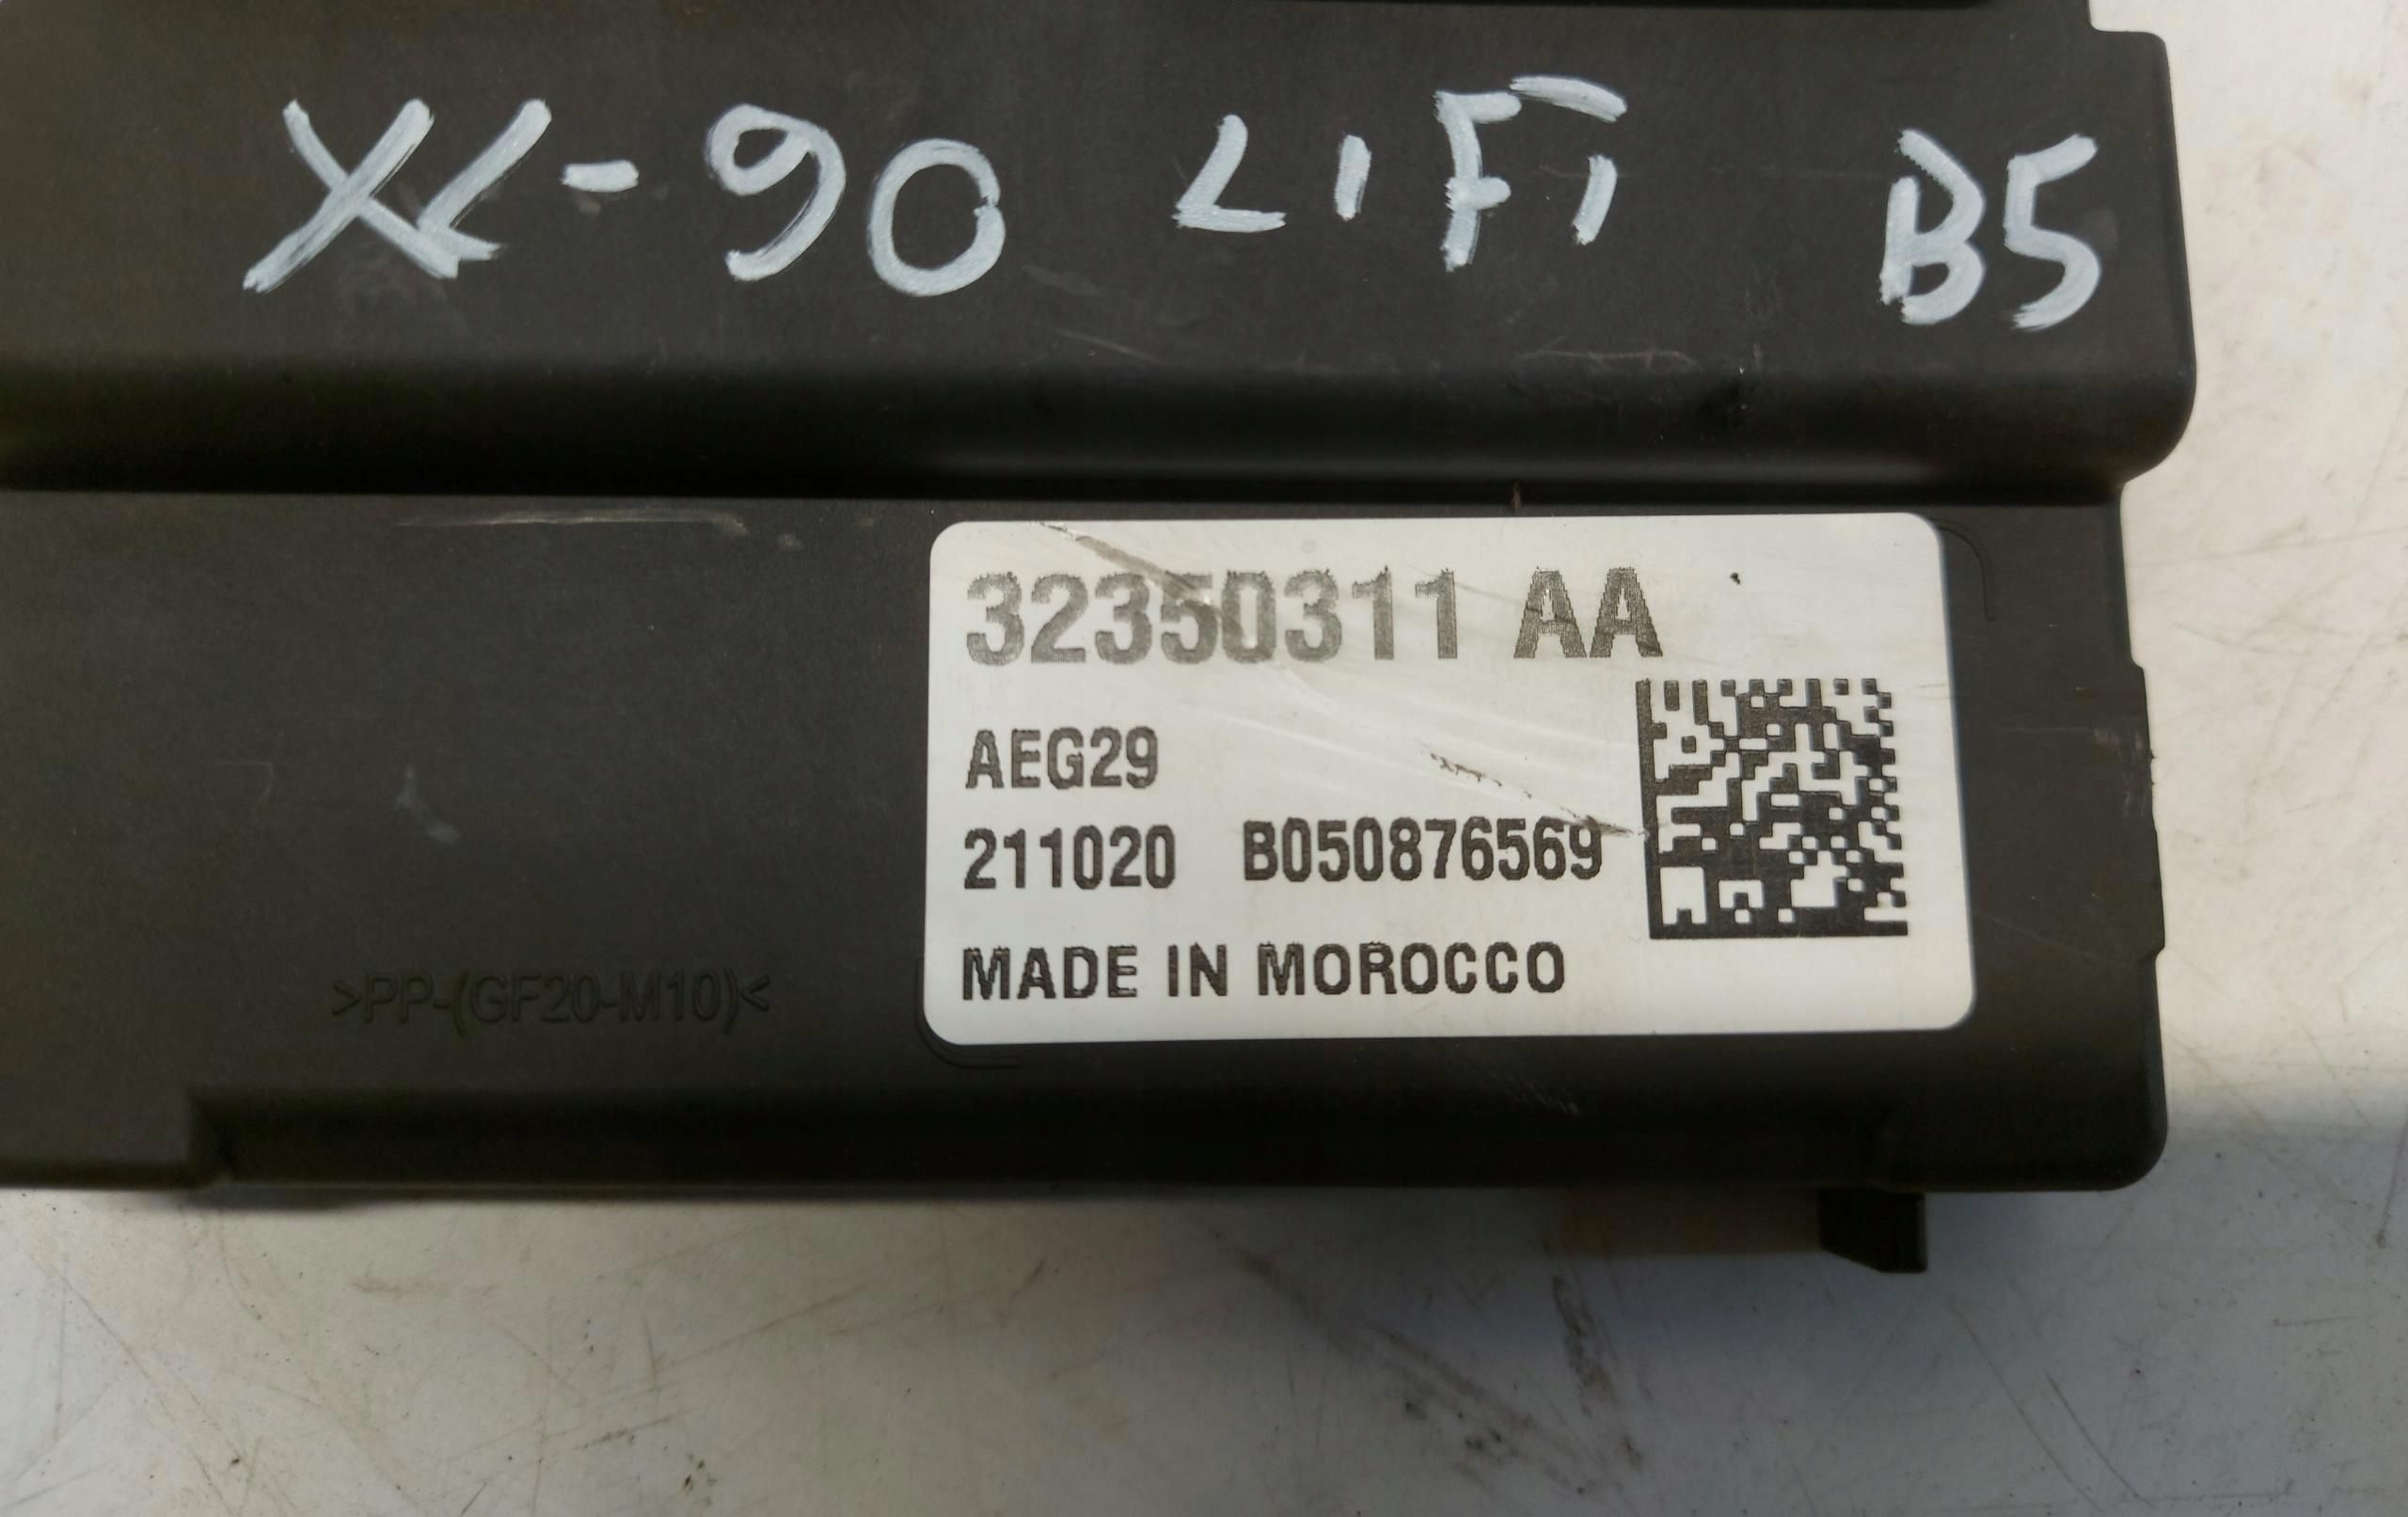 XC-90 LIFT B5
32350311 AA
AEG29
211020 B050876569
MADE IN MOROCCO
>PP-(GF20-M10)<